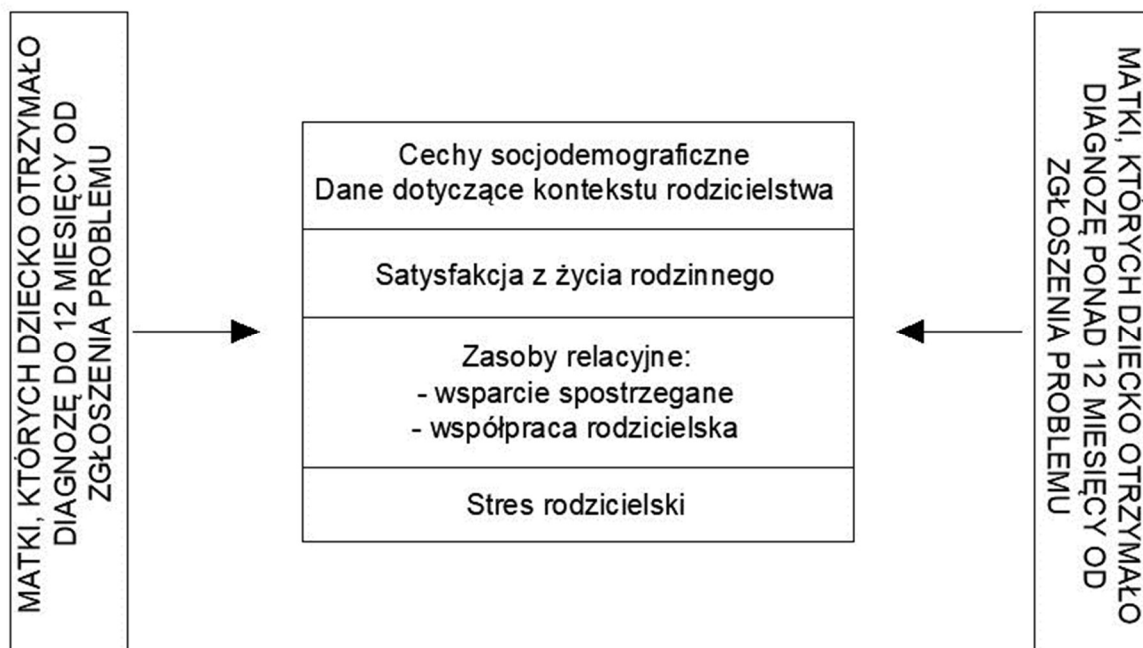 MATKI, KTÓRYCH DZIECKO OTRZYMAŁO
DIAGNOZĘ DO 12 MIESIĘCY OD
ZGŁOSZENIA PROBLEMU
Cechy socjodemograficzne
Dane dotyczące kontekstu rodzicielstwa
Satysfakcja z życia rodzinnego
Zasoby relacyjne:
- wsparcie spostrzegane
- współpraca rodzicielska
Stres rodzicielski
MATKI, KTÓRYCH DZIECKO OTRZYMAŁO
DIAGNOZĘ PONAD 12 MIESIĘCY OD
ZGŁOSZENIA PROBLEMU